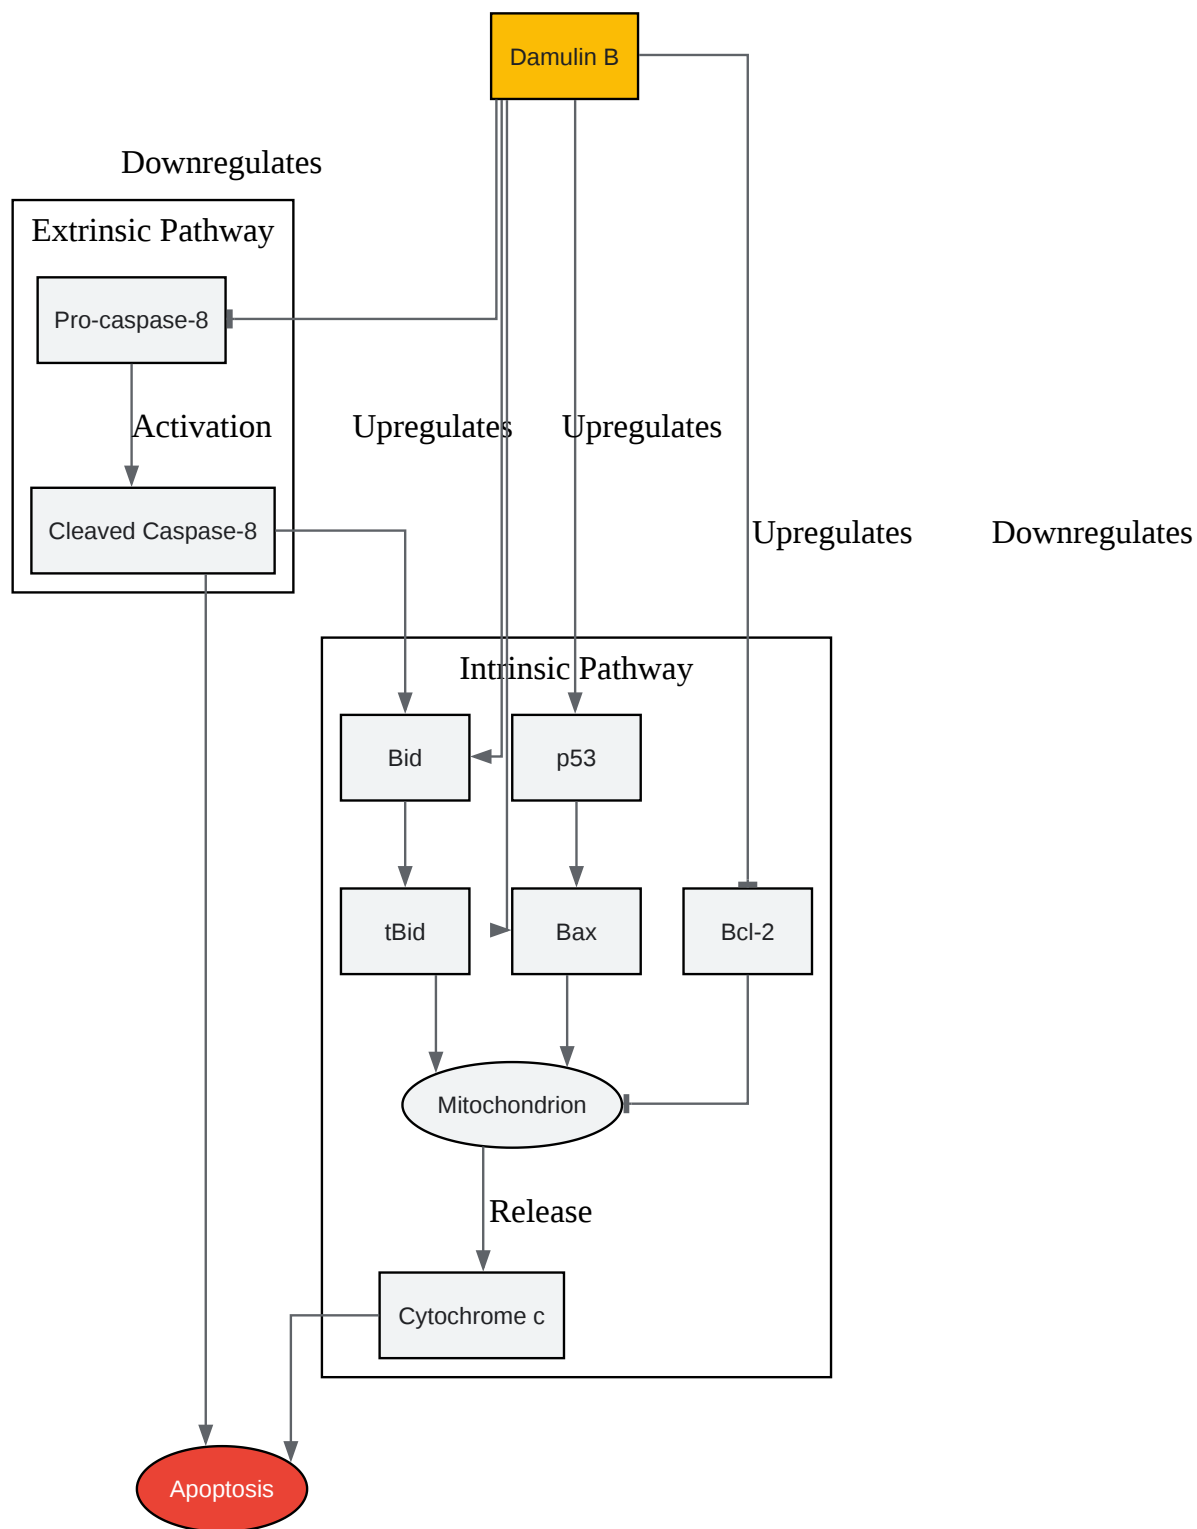 Damulin B
Downregulates
Extrinsic Pathway
Pro-caspase-8
Activation
Upregulates
Upregulates
Cleaved Caspase-8
Upregulates
Downregulates
Intrinsic Pathway
Bid
p53
tBid
Bax
Bcl-2
Mitochondrion
Release
Cytochrome c
Apoptosis